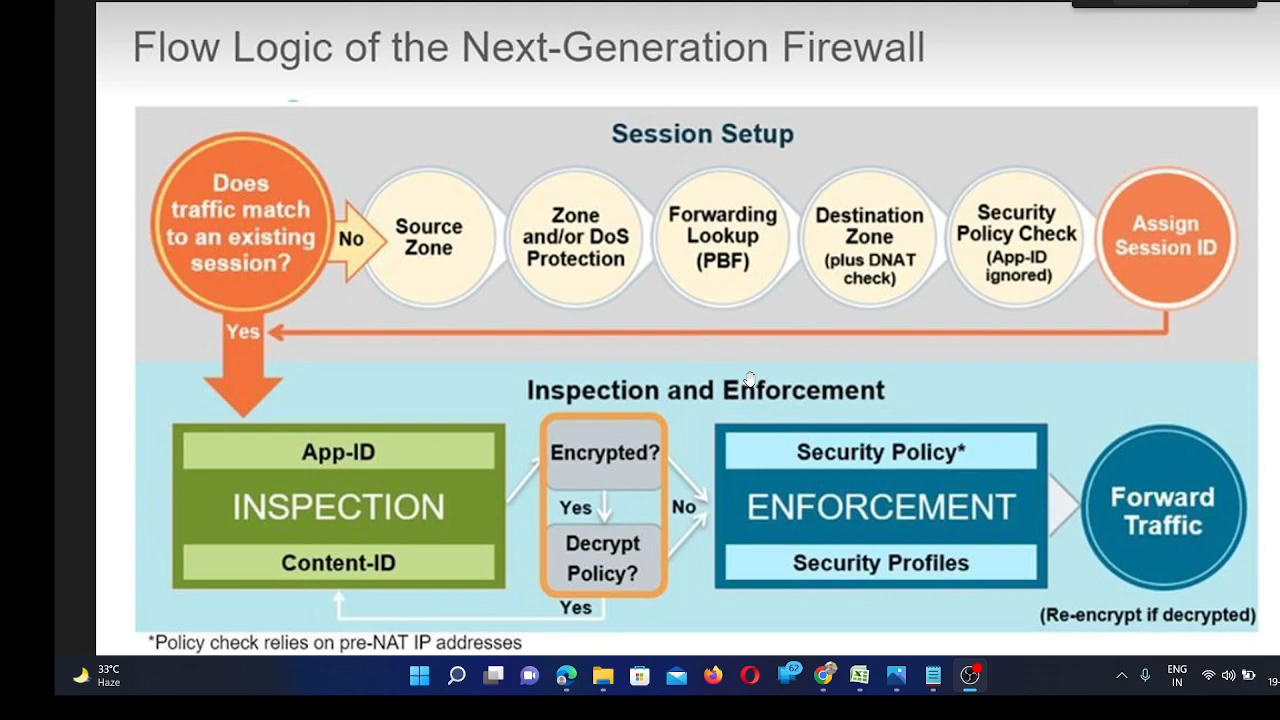 Flow Logic of the Next-Generation Firewall
Session Setup
Does
traffic match
to an existing
session?
No
Source
Zone
Zone
and/or DoS
Protection
Forwarding
Lookup
(PBF)
Destination
Zone
(plus DNAT
check)
Security
Policy Check
(App-ID
ignored)
Assign
Session ID
Yes
Inspection and Enforcement
App-ID
INSPECTION
Content-ID
Encrypted?
Yes
No
Decrypt
Policy?
Yes
Security Policy*
ENFORCEMENT
Security Profiles
Forward
Traffic
(Re-encrypt if decrypted)
*Policy check relies on pre-NAT IP addresses
33°C
Haze
62
ENG
IN
19-